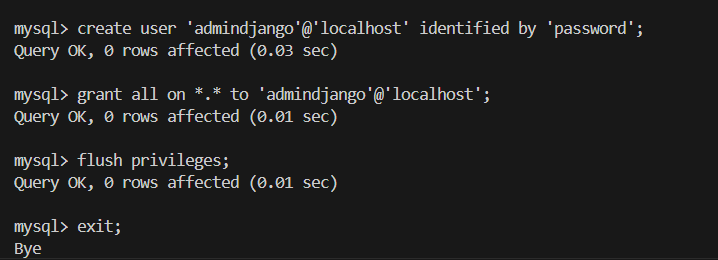 mysql> create user 'admindjango'@'localhost' identified by 'password';
Query OK, 0 rows affected (0.03 sec)
mysql> grant all on *.* to 'admindjango'@'localhost';
Query OK, 0 rows affected (0.01 sec)
mysql> flush privileges;
Query OK, 0 rows affected (0.01 sec)
mysql> exit;
Bye